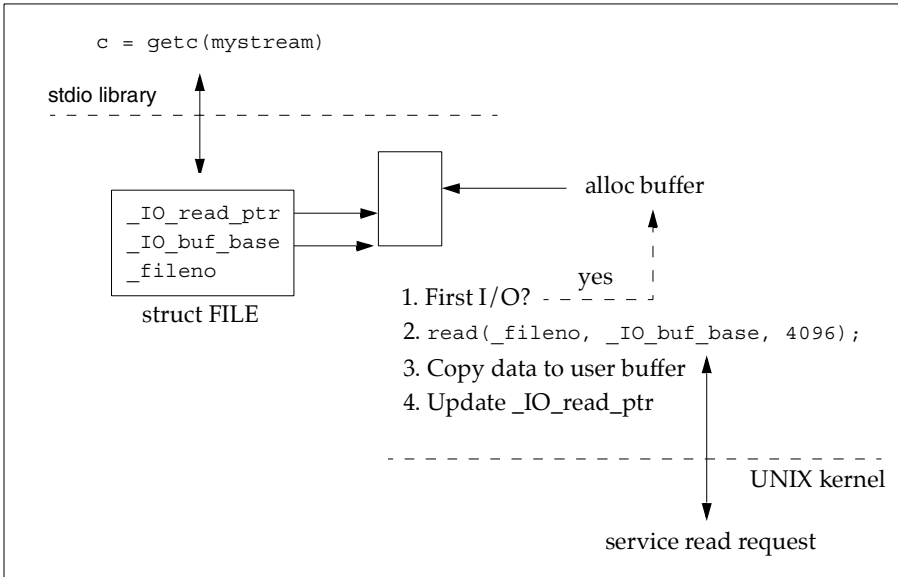 c = getc(mystream)
stdio library
alloc buffer
_IO_read_ptr
_IO_buf_base
_fileno
struct FILE
yes
1. First I/O?
2. read(_fileno, _IO_buf_base, 4096);
3. Copy data to user buffer
4. Update _IO_read_ptr
UNIX kernel
service read request